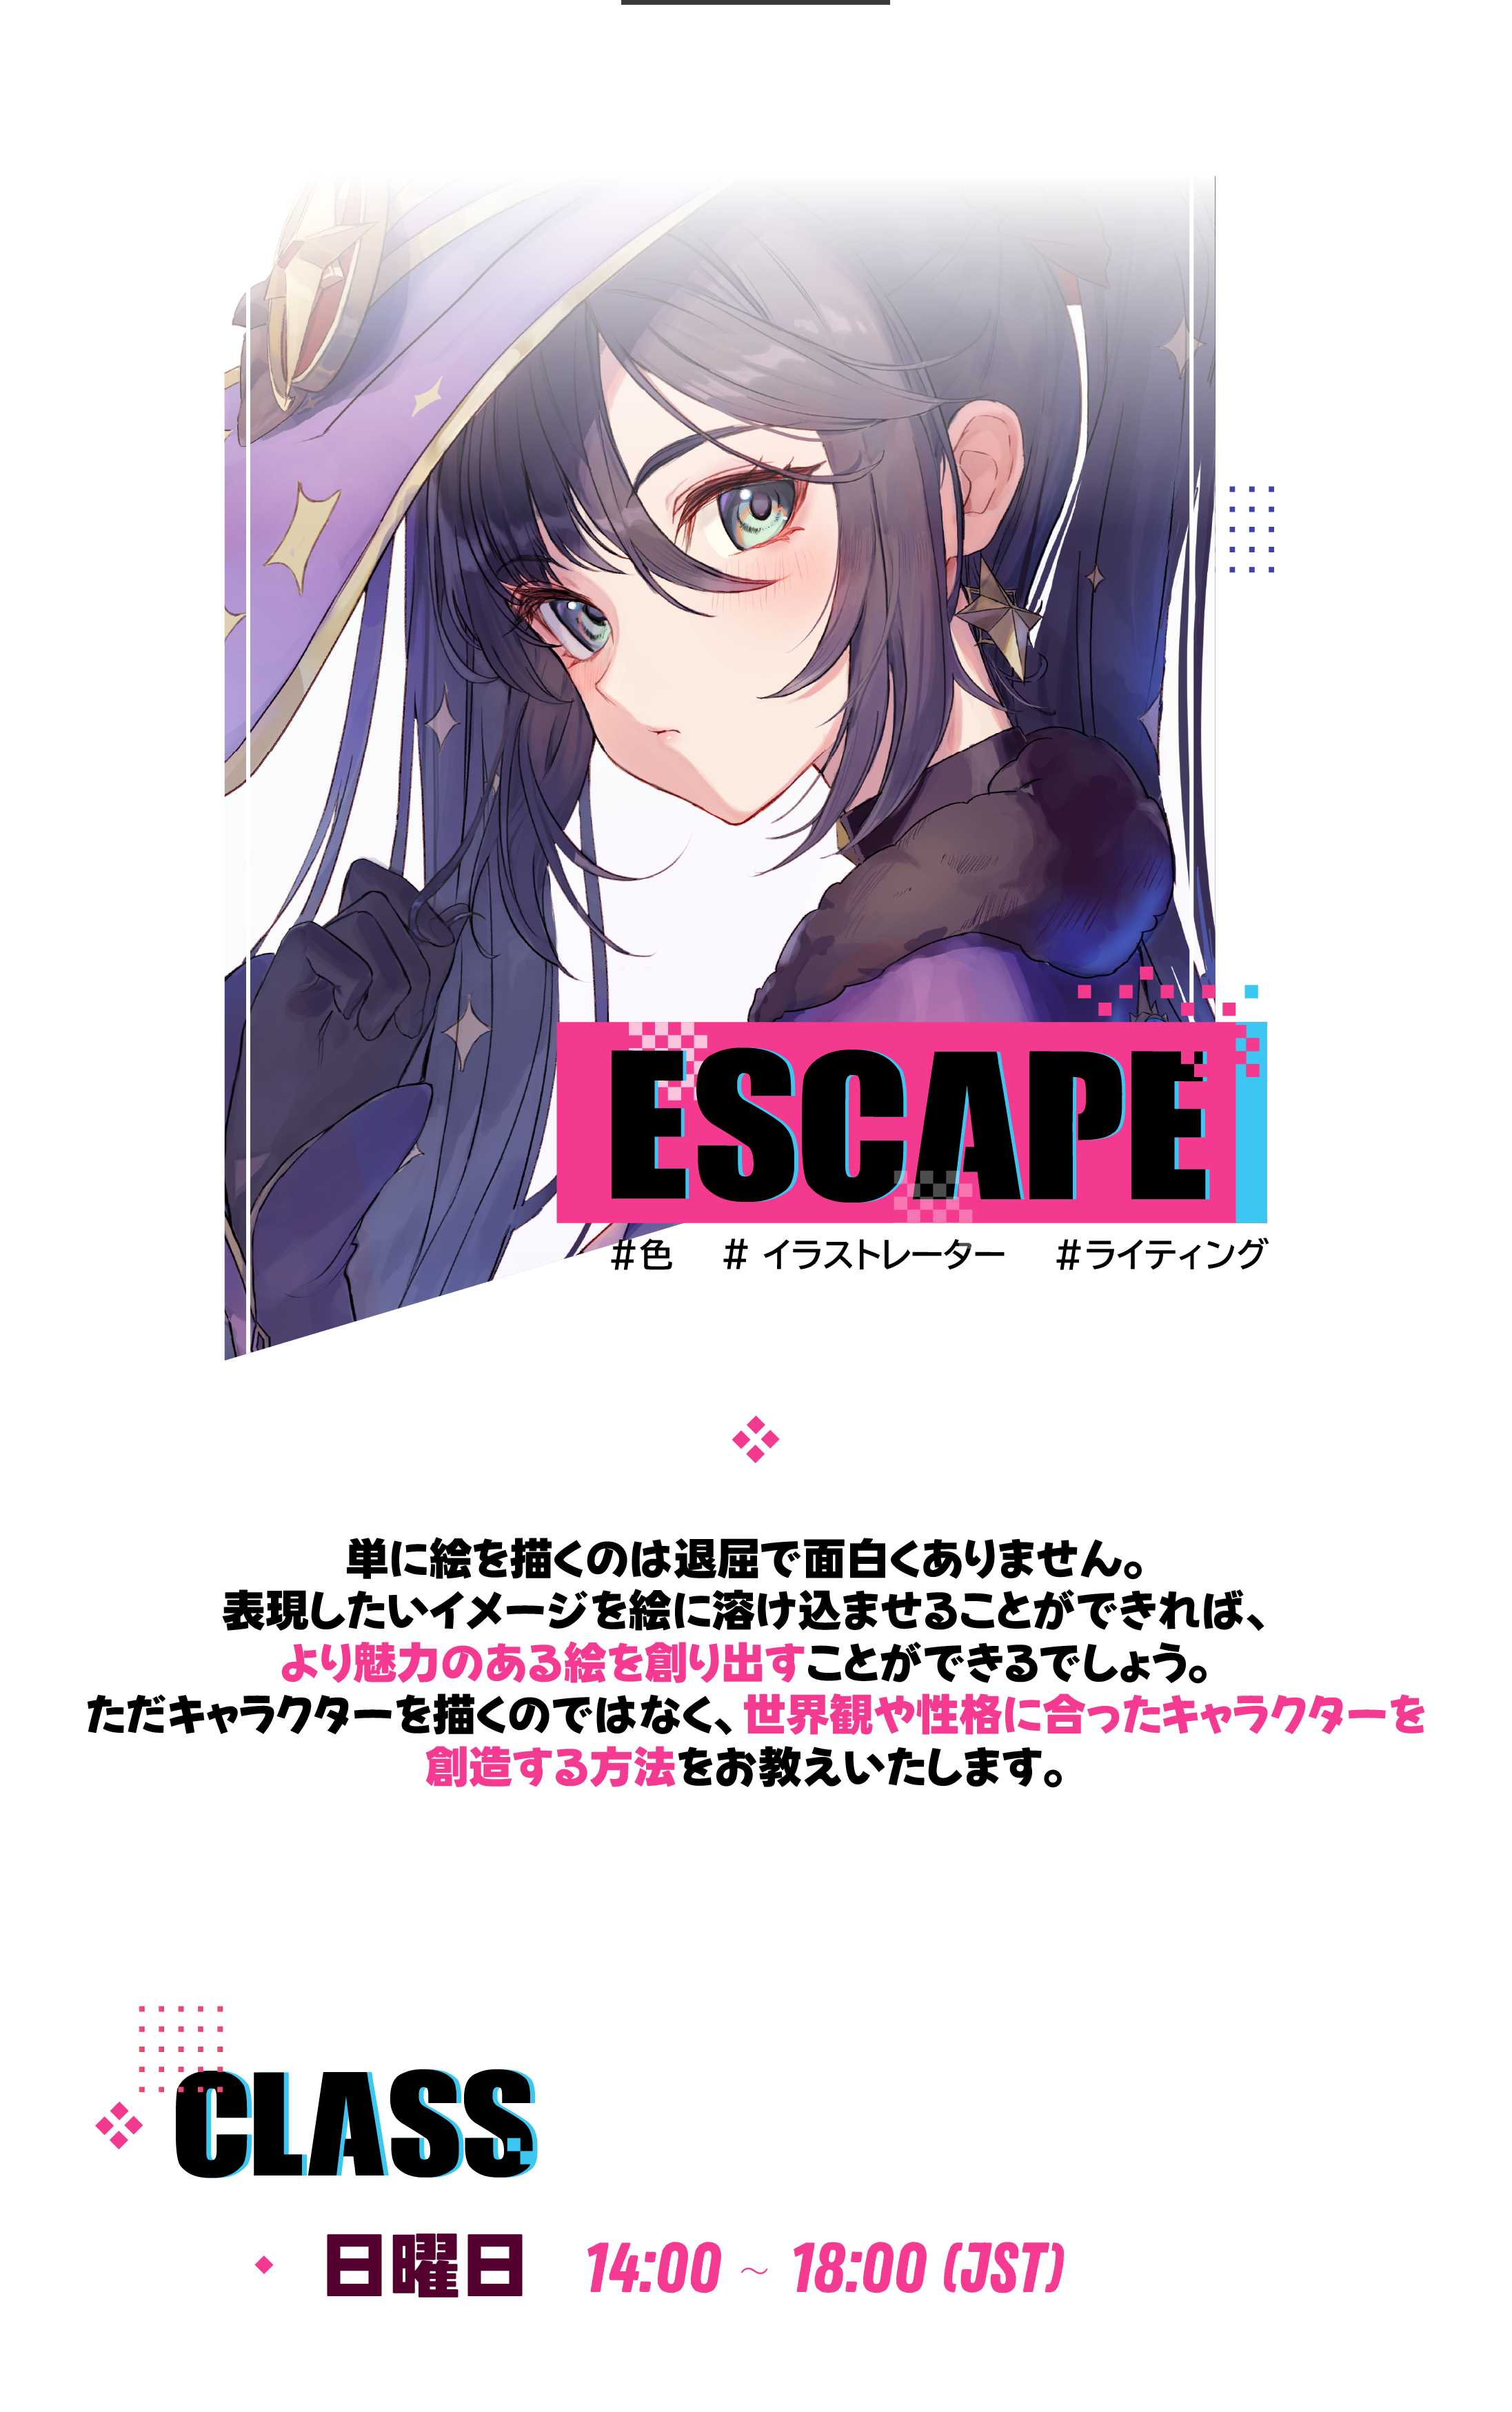 ESCAPE
#色 # イラストレーター #ライティング
単に絵を描くのは退屈で面白くありません。
表現したいイメージを絵に溶け込ませることができれば、
より魅力のある絵を創り出すことができるでしょう。
ただキャラクターを描くのではなく、世界観や性格に合ったキャラクターを
創造する方法をお教えいたします。
CLASS
日曜日 14:00 ~ 18:00 (JST)